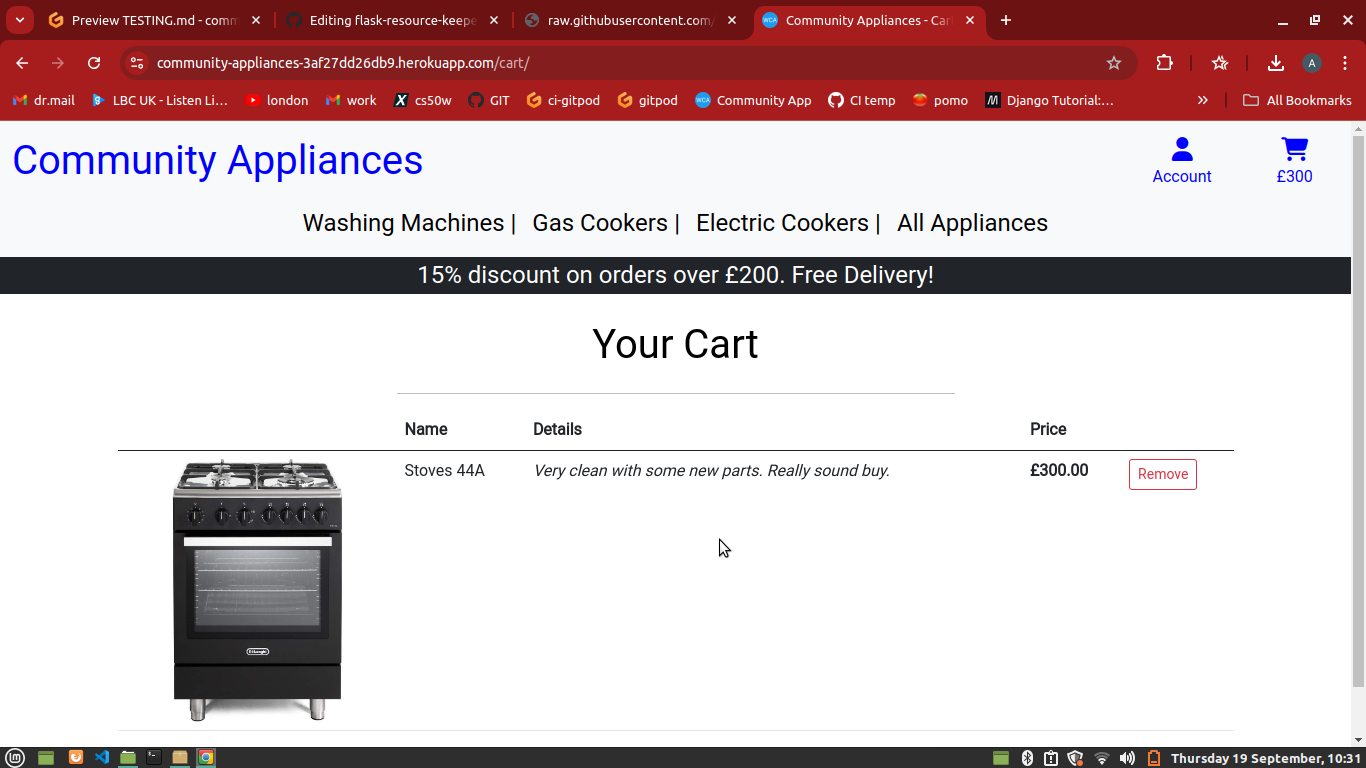 Preview TESTING.md - comm
Editing flask-resource-keepe
raw.githubusercontent.com/
Community Appliances - Car
community-appliances-3af27dd26db9.herokuapp.com/cart/
A
dr.mail
LBC UK - Listen Li…
london
work
cs50w
GIT
ci-gitpod
gitpod
WCA
Community App
CI temp
pomo
Django Tutorial:…
All Bookmarks
Community Appliances
Account
£300
Washing Machines |
Gas Cookers |
Electric Cookers |
All Appliances
15% discount on orders over £200. Free Delivery!
Your Cart
Name
Details
Price
Stoves 44A
Very clean with some new parts. Really sound buy.
£300.00
Remove
DeLonghi
Thursday 19 September, 10:31